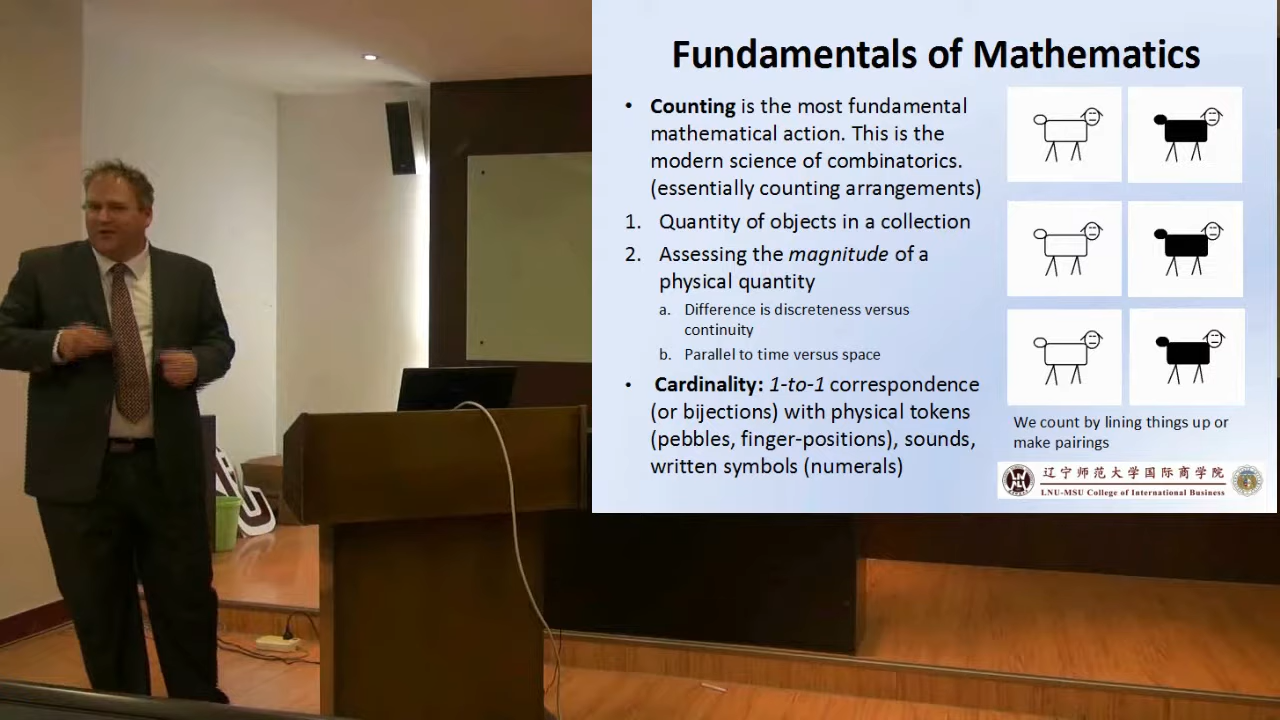 Fundamentals of Mathematics
• Counting is the most fundamental
mathematical action. This is the
modern science of combinatorics.
(essentially counting arrangements)
1. Quantity of objects in a collection
2. Assessing the magnitude of a
physical quantity
a. Difference is discreteness versus
continuity
b. Parallel to time versus space
• Cardinality: 1-to-1 correspondence
(or bijections) with physical tokens
(pebbles, finger-positions), sounds,
written symbols (numerals)
We count by lining things up or
make pairings
辽宁师范大学国际商学院
LNU-MSU College of International Business